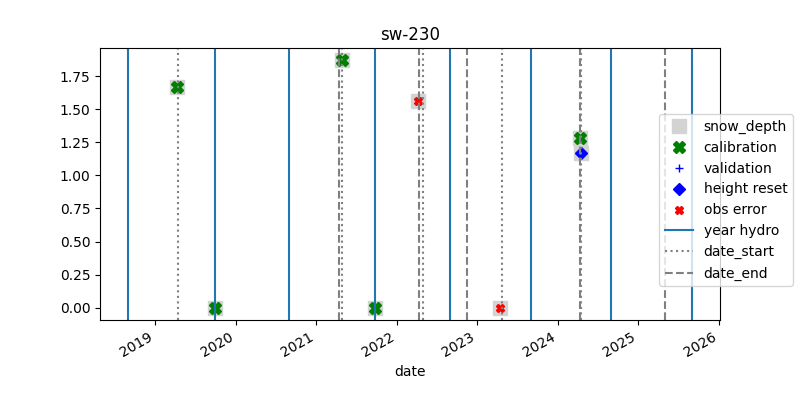 sw-230
1.75
1.50
1.25
1.00
0.75
0.50
0.25
0.00
snow_depth
calibration
validation
height reset
obs error
year hydro
date_start
date_end
2019 2020 2021 2022 2023 2024 2025 2026
date